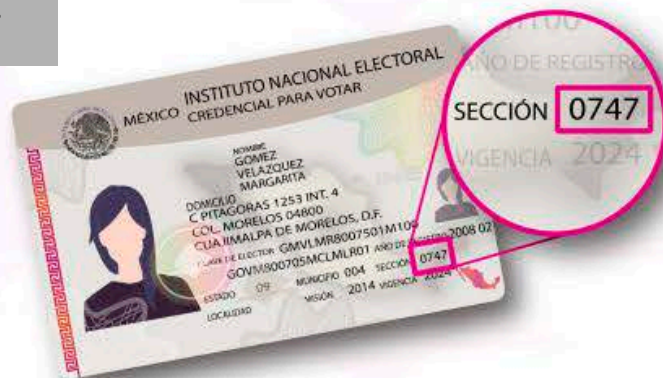 MÉXICO INSTITUTO NACIONAL ELECTORAL
CREDENCIAL PARA VOTAR
NOMBRE
GOMEZ
VELAZQUEZ
MARGARITA
DOMICILIO
C PITAGORAS 1253 INT. 4
COL. MORELOS 04800
CUAJIMALPA DE MORELOS, D.F.
CLAVE DE ELECTOR GMVLMR8007501M100
GOVM800705MCLMLR01 AÑO DE REGISTRO 2008 02
ESTADO 09 MUNICIPIO 004 SECCIÓN 0747
LOCALIDAD EMISIÓN 2014 VIGENCIA 2024
AÑO DE REGISTRO
SECCIÓN 0747
VIGENCIA 2024